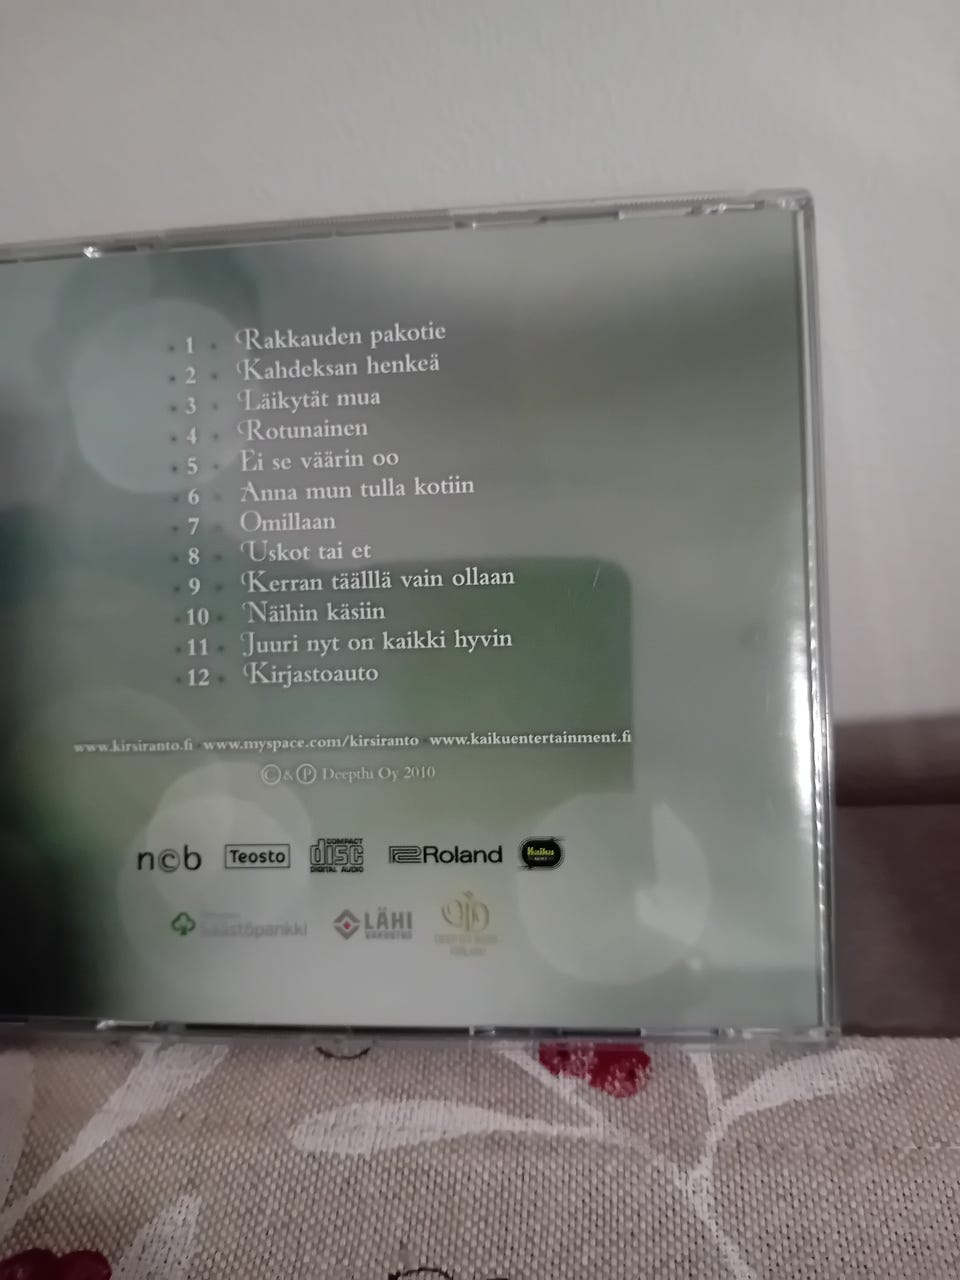 1 Rakkauden pakotie
2 Kahdeksan henkeä
3 Läikytät mua
4 Rotunainen
5 Ei se väärin oo
6 Anna mun tulla kotiin
7 Omillaan
8 Uskot tai et
9 Kerran täälllä vain ollaan
10 Näihin käsiin
11 Juuri nyt on kaikki hyvin
12 Kirjastoauto
www.kirsiranto.fi · www.myspace.com/kirsiranto www.kaikuentertainment.fi
©&℗ Deepthi Oy 2010
ncb Teosto COMPACT disc DIGITAL AUDIO Roland Kaiku
Säästöpankki LÄHI VAKUUTUS